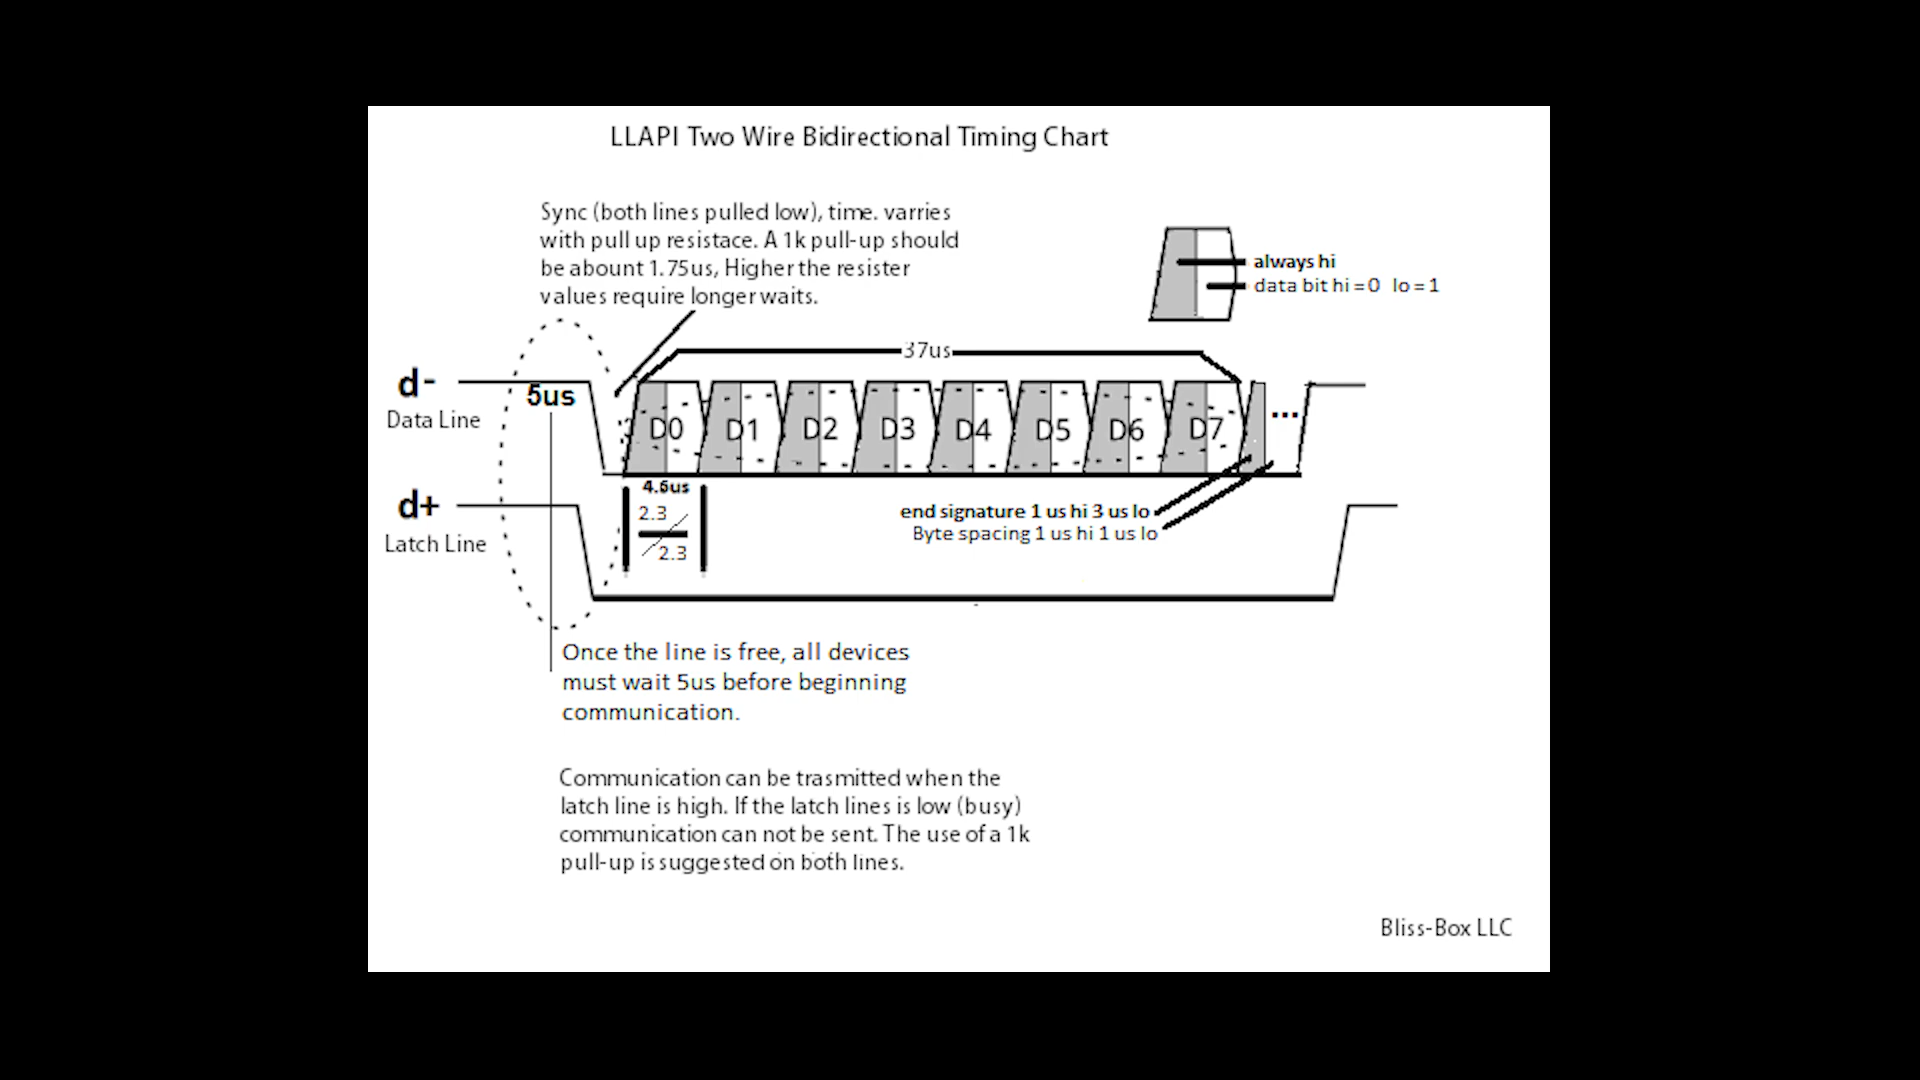 LLAPI Two Wire Bidirectional Timing Chart
Sync (both lines pulled low), time. varries
with pull up resistace. A 1k pull-up should
be abount 1.75us, Higher the resister
values require longer waits.
always hi
data bit hi = 0 lo = 1
37us
d-
Data Line
5us
D0 D1 D2 D3 D4 D5 D6 D7 ...
4.6us
2.3
2.3
end signature 1 us hi 3 us lo
Byte spacing 1 us hi 1 us lo
d+
Latch Line
Once the line is free, all devices
must wait 5us before beginning
communication.
Communication can be trasmitted when the
latch line is high. If the latch lines is low (busy)
communication can not be sent. The use of a 1k
pull-up is suggested on both lines.
Bliss-Box LLC